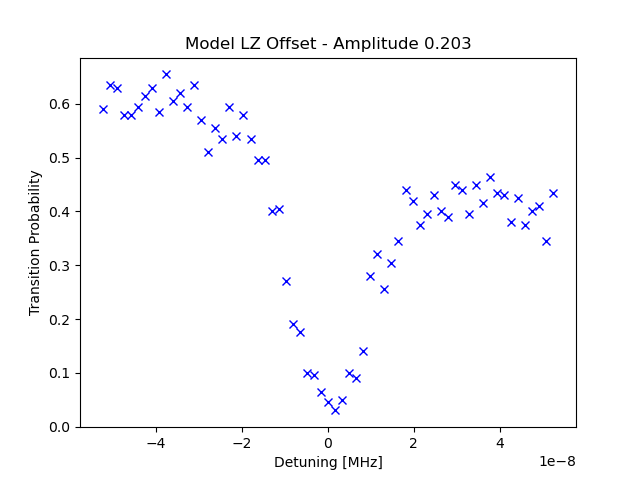 Model LZ Offset - Amplitude 0.203
Transition Probability
0.6
0.5
0.4
0.3
0.2
0.1
0.0
−4 −2 0 2 4
1e−8
Detuning [MHz]